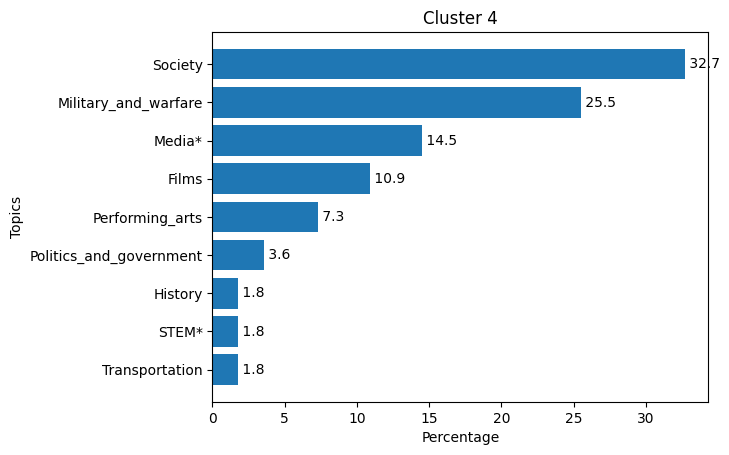 Cluster 4
Topics
Society 32.7
Military_and_warfare 25.5
Media* 14.5
Films 10.9
Performing_arts 7.3
Politics_and_government 3.6
History 1.8
STEM* 1.8
Transportation 1.8
0 5 10 15 20 25 30
Percentage